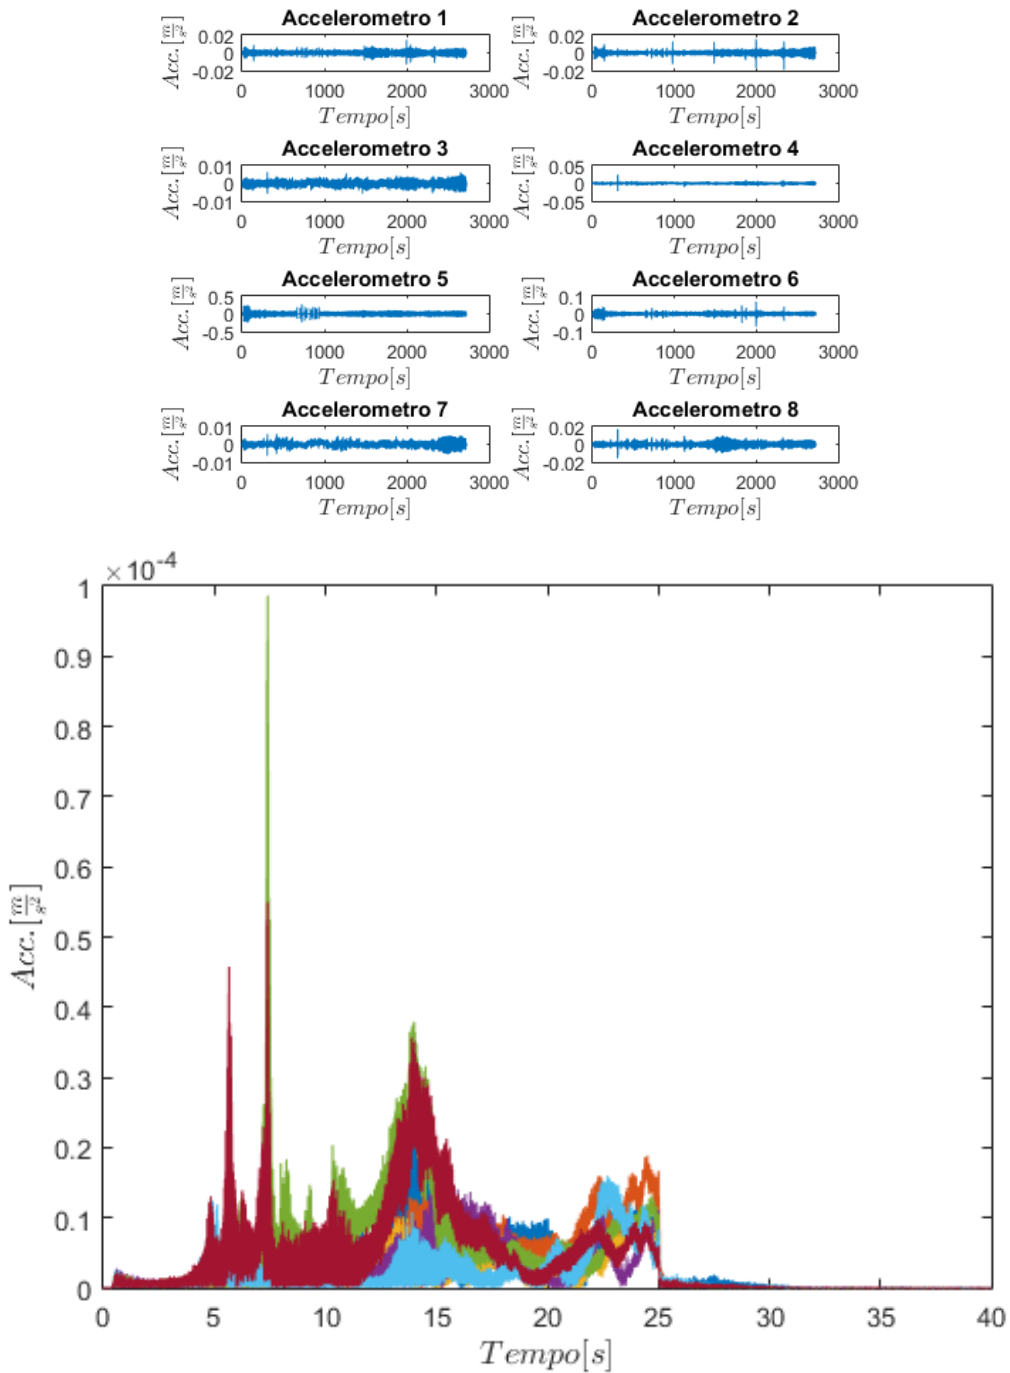 Accelerometro 1 Accelerometro 2
Acc.[m/s²] 0.02 0 -0.02 Acc.[m/s²] 0.02 0 -0.02
0 1000 2000 3000 0 1000 2000 3000
Tempo[s] Tempo[s]
Accelerometro 3 Accelerometro 4
Acc.[m/s²] 0.01 0 -0.01 Acc.[m/s²] 0.05 0 -0.05
0 1000 2000 3000 0 1000 2000 3000
Tempo[s] Tempo[s]
Accelerometro 5 Accelerometro 6
Acc.[m/s²] 0.5 0 -0.5 Acc.[m/s²] 0.1 0 -0.1
0 1000 2000 3000 0 1000 2000 3000
Tempo[s] Tempo[s]
Accelerometro 7 Accelerometro 8
Acc.[m/s²] 0.01 0 -0.01 Acc.[m/s²] 0.02 0 -0.02
0 1000 2000 3000 0 1000 2000 3000
Tempo[s] Tempo[s]
×10⁻⁴
1
0.9
0.8
0.7
0.6
0.5
0.4
0.3
0.2
0.1
0
Acc.[m/s²]
0 5 10 15 20 25 30 35 40
Tempo[s]